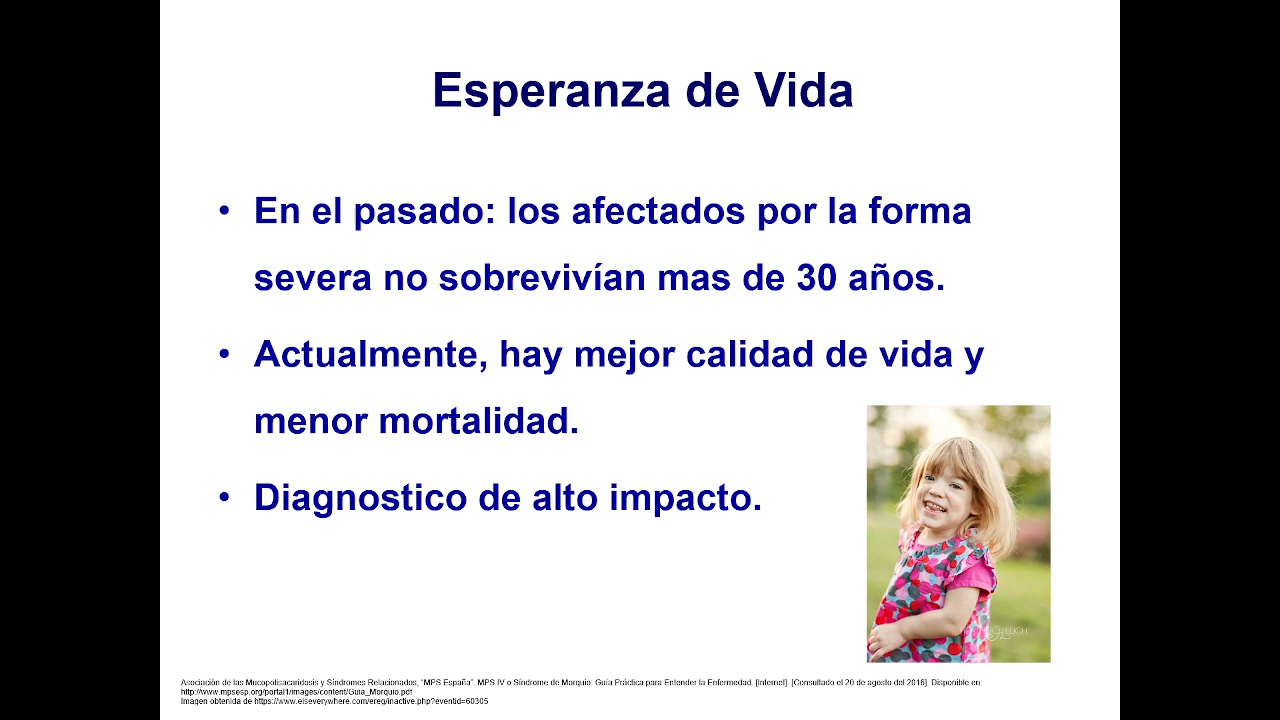 Esperanza de Vida
• En el pasado: los afectados por la forma
severa no sobrevivían mas de 30 años.
• Actualmente, hay mejor calidad de vida y
menor mortalidad.
• Diagnostico de alto impacto.
LEIGH
Asociación de las Mucopolisacaridosis y Síndromes Relacionados, "MPS España". MPS IV o Síndrome de Morquio. Guía Práctica para Entender la Enfermedad. [Internet]. [Consultado el 20 de agosto del 2016]. Disponible en:
http://www.mpsesp.org/portal1/images/content/Guia_Morquio.pdf
Imagen obtenida de https://www.elseverywhere.com/ereg/inactive.php?eventid=60305